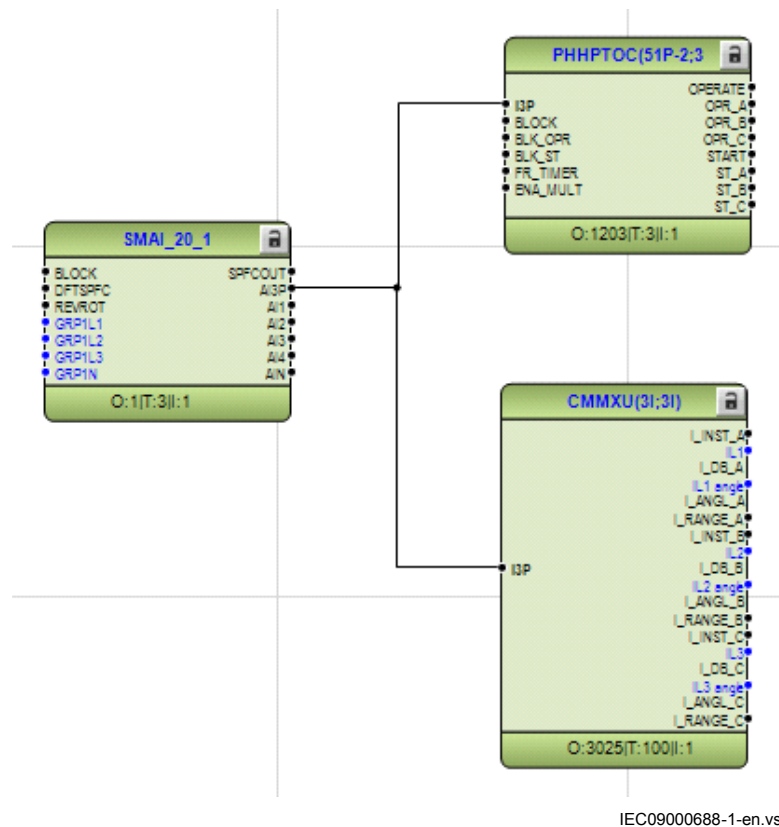 PHHPTOC(51P-2;3
OPERATE
I3P
OPR_A
BLOCK
OPR_B
BLK_OPR
OPR_C
BLK_ST
START
FR_TIMER
ST_A
ENA_MULT
ST_B
ST_C
O:1203|T:3|I:1
SMAI_20_1
BLOCK
SPFCOUT
DFTSPFC
AI3P
REVROT
AI1
GRP1L1
AI2
GRP1L2
AI3
GRP1L3
AI4
GRP1N
AIN
O:1|T:3|I:1
CMMXU(3I;3I)
I_INST_A
IL1
I_DB_A
IL1 angle
I_ANGL_A
I_RANGE_A
I_INST_B
IL2
I3P
I_DB_B
IL2 angle
I_ANGL_B
I_RANGE_B
I_INST_C
IL3
I_DB_C
IL3 angle
I_ANGL_C
I_RANGE_C
O:3025|T:100|I:1
IEC09000688-1-en.vs